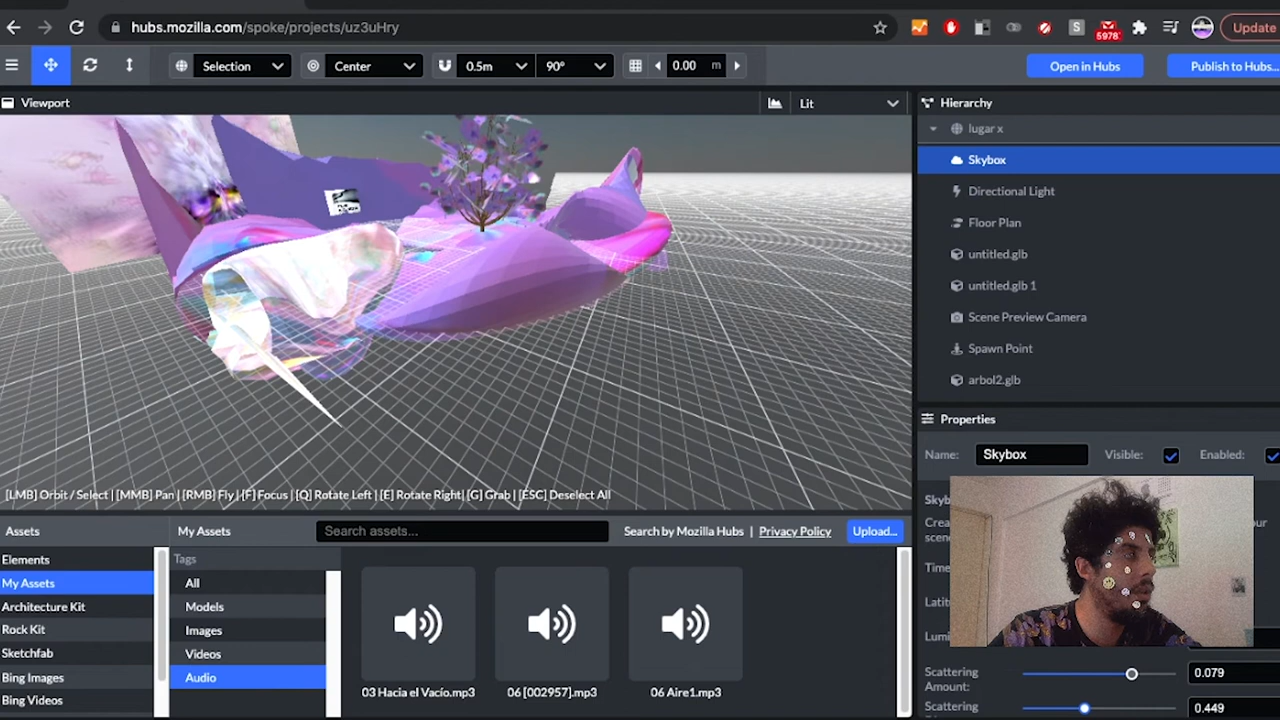 hubs.mozilla.com/spoke/projects/uz3uHry
5978
Update
Selection
Center
0.5m
90°
0.00 m
Open in Hubs
Publish to Hubs...
Viewport
Lit
Hierarchy
lugar x
Skybox
Directional Light
Floor Plan
untitled.glb
untitled.glb 1
Scene Preview Camera
Spawn Point
arbol2.glb
Properties
Name: Skybox Visible: Enabled:
[LMB] Orbit / Select | [MMB] Pan | [RMB] Fly | [F] Focus | [Q] Rotate Left | [E] Rotate Right| [G] Grab | [ESC] Deselect All
Assets
My Assets
Search assets...
Search by Mozilla Hubs | Privacy Policy
Upload...
Elements
My Assets
Architecture Kit
Rock Kit
Sketchfab
Bing Images
Bing Videos
Tags
All
Models
Images
Videos
Audio
03 Hacia el Vacío.mp3
06 [002957].mp3
06 Aire1.mp3
Scattering
Amount:
0.079
Scattering
0.449